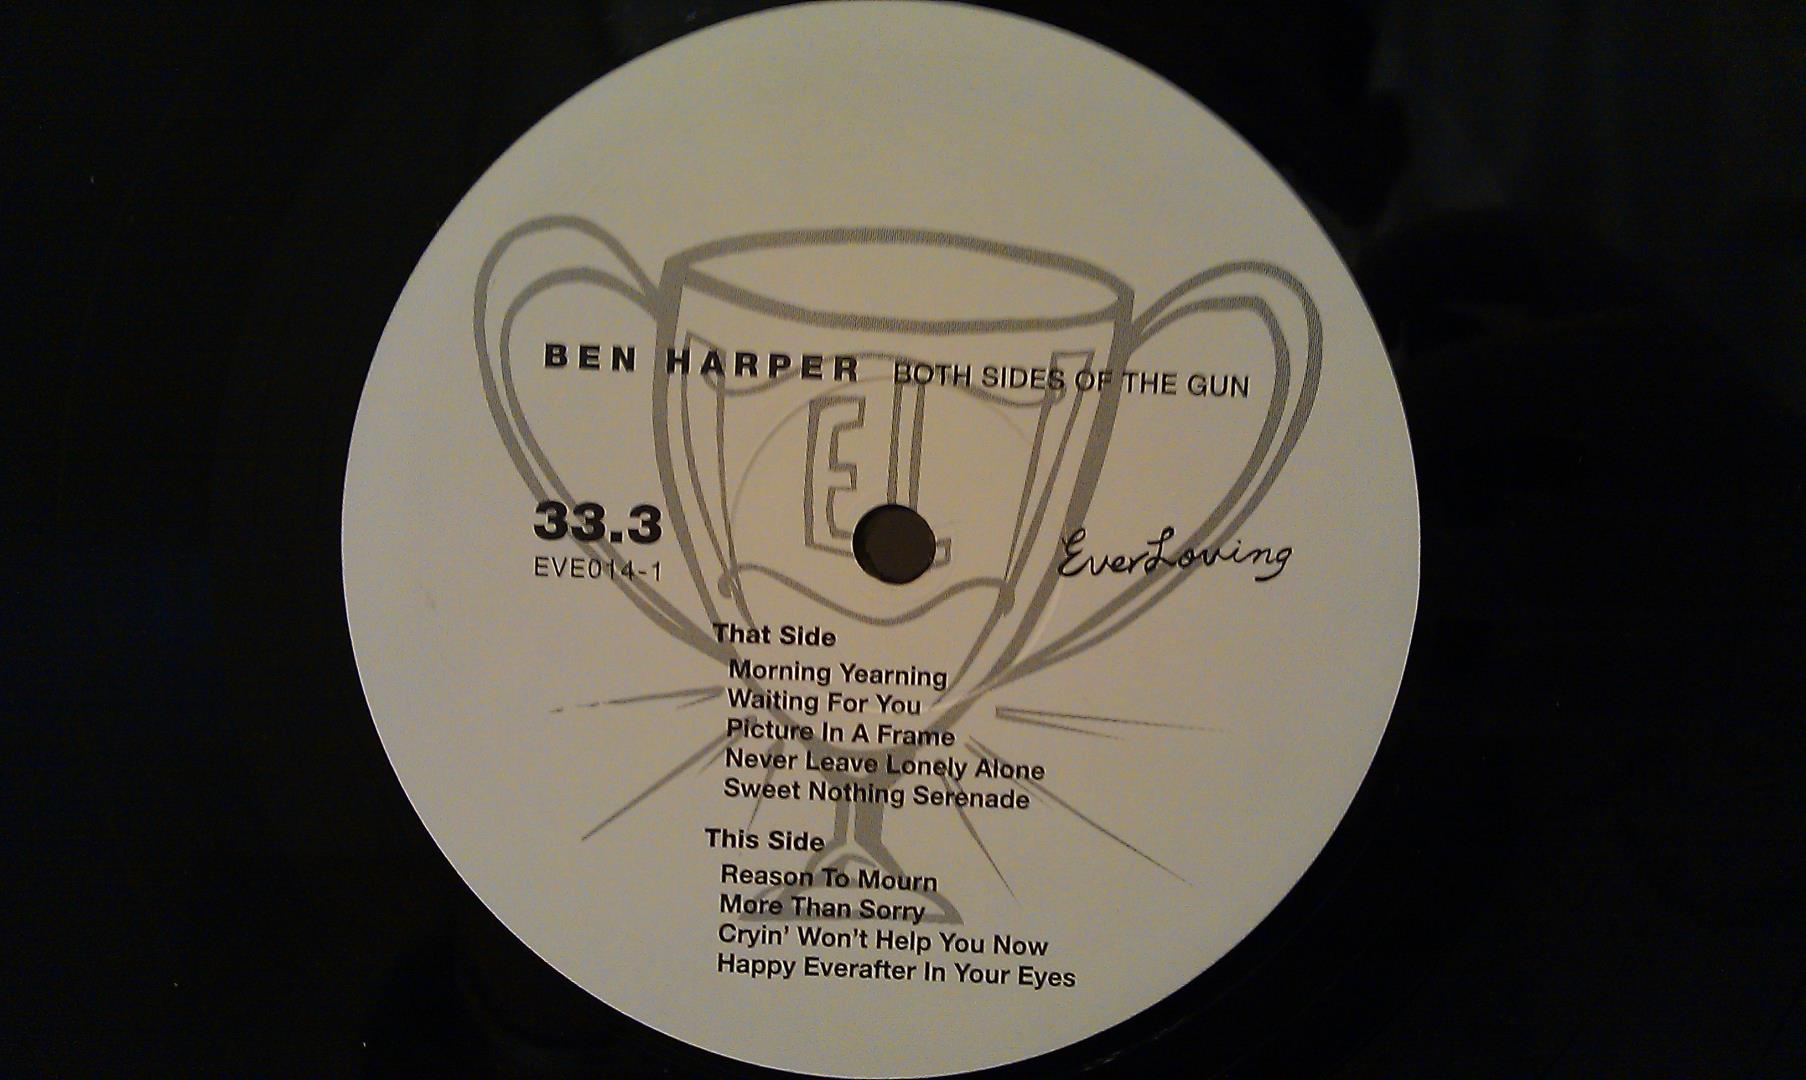 BEN HARPER BOTH SIDES OF THE GUN
EL
33.3
EVE014-1
EverLoving
That Side
Morning Yearning
Waiting For You
Picture In A Frame
Never Leave Lonely Alone
Sweet Nothing Serenade
This Side
Reason To Mourn
More Than Sorry
Cryin' Won't Help You Now
Happy Everafter In Your Eyes